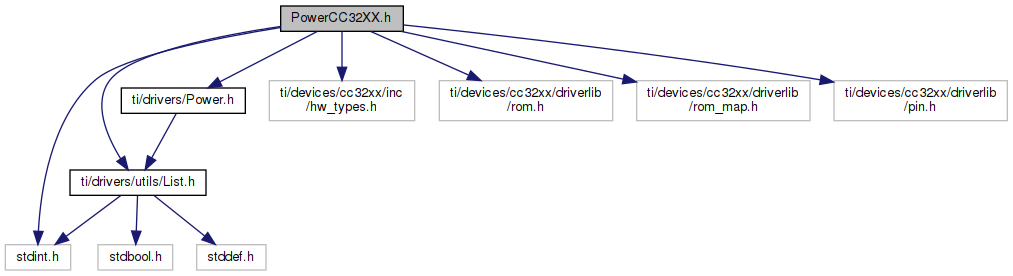 PowerCC32XX.h
ti/drivers/Power.h
ti/devices/cc32xx/inc
/hw_types.h
ti/devices/cc32xx/driverlib
/rom.h
ti/devices/cc32xx/driverlib
/rom_map.h
ti/devices/cc32xx/driverlib
/pin.h
ti/drivers/utils/List.h
stdint.h
stdbool.h
stddef.h